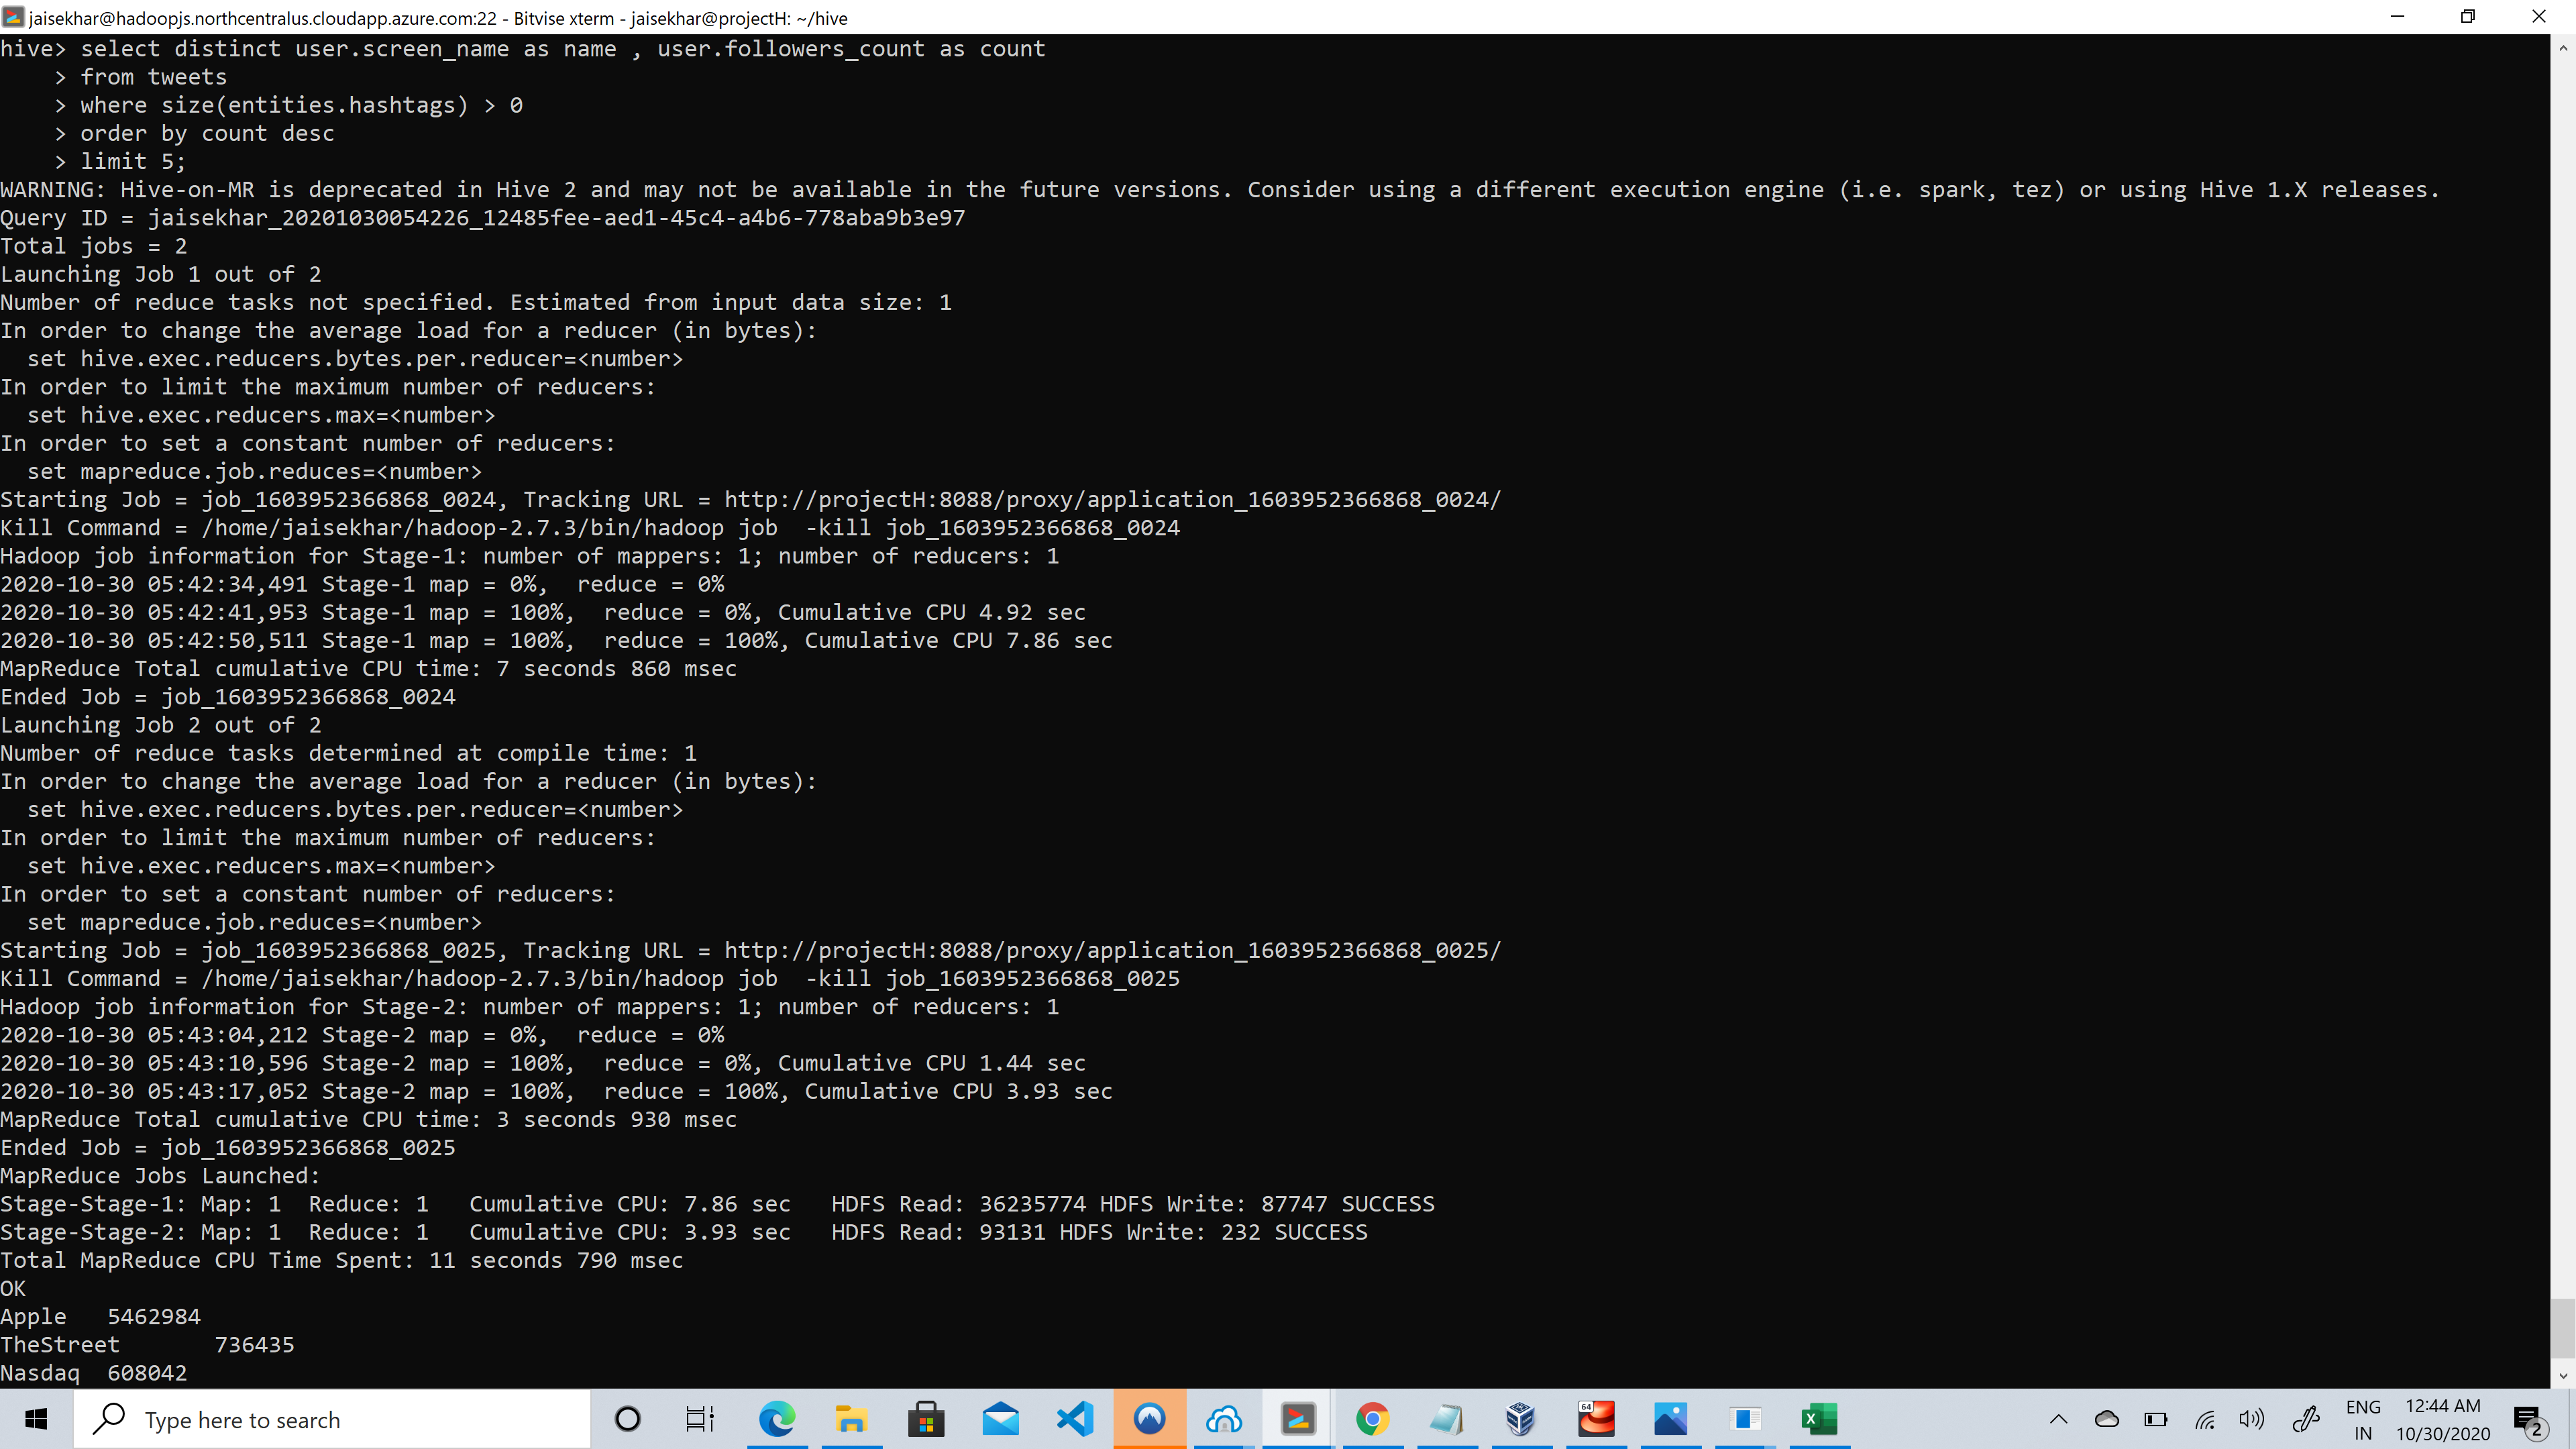 jaisekhar@hadoopjs.northcentralus.cloudapp.azure.com:22 - Bitvise xterm - jaisekhar@projectH: ~/hive
hive> select distinct user.screen_name as name , user.followers_count as count
    > from tweets
    > where size(entities.hashtags) > 0
    > order by count desc
    > limit 5;
WARNING: Hive-on-MR is deprecated in Hive 2 and may not be available in the future versions. Consider using a different execution engine (i.e. spark, tez) or using Hive 1.X releases.
Query ID = jaisekhar_20201030054226_12485fee-aed1-45c4-a4b6-778aba9b3e97
Total jobs = 2
Launching Job 1 out of 2
Number of reduce tasks not specified. Estimated from input data size: 1
In order to change the average load for a reducer (in bytes):
  set hive.exec.reducers.bytes.per.reducer=<number>
In order to limit the maximum number of reducers:
  set hive.exec.reducers.max=<number>
In order to set a constant number of reducers:
  set mapreduce.job.reduces=<number>
Starting Job = job_1603952366868_0024, Tracking URL = http://projectH:8088/proxy/application_1603952366868_0024/
Kill Command = /home/jaisekhar/hadoop-2.7.3/bin/hadoop job  -kill job_1603952366868_0024
Hadoop job information for Stage-1: number of mappers: 1; number of reducers: 1
2020-10-30 05:42:34,491 Stage-1 map = 0%,  reduce = 0%
2020-10-30 05:42:41,953 Stage-1 map = 100%,  reduce = 0%, Cumulative CPU 4.92 sec
2020-10-30 05:42:50,511 Stage-1 map = 100%,  reduce = 100%, Cumulative CPU 7.86 sec
MapReduce Total cumulative CPU time: 7 seconds 860 msec
Ended Job = job_1603952366868_0024
Launching Job 2 out of 2
Number of reduce tasks determined at compile time: 1
In order to change the average load for a reducer (in bytes):
  set hive.exec.reducers.bytes.per.reducer=<number>
In order to limit the maximum number of reducers:
  set hive.exec.reducers.max=<number>
In order to set a constant number of reducers:
  set mapreduce.job.reduces=<number>
Starting Job = job_1603952366868_0025, Tracking URL = http://projectH:8088/proxy/application_1603952366868_0025/
Kill Command = /home/jaisekhar/hadoop-2.7.3/bin/hadoop job  -kill job_1603952366868_0025
Hadoop job information for Stage-2: number of mappers: 1; number of reducers: 1
2020-10-30 05:43:04,212 Stage-2 map = 0%,  reduce = 0%
2020-10-30 05:43:10,596 Stage-2 map = 100%,  reduce = 0%, Cumulative CPU 1.44 sec
2020-10-30 05:43:17,052 Stage-2 map = 100%,  reduce = 100%, Cumulative CPU 3.93 sec
MapReduce Total cumulative CPU time: 3 seconds 930 msec
Ended Job = job_1603952366868_0025
MapReduce Jobs Launched:
Stage-Stage-1: Map: 1  Reduce: 1   Cumulative CPU: 7.86 sec   HDFS Read: 36235774 HDFS Write: 87747 SUCCESS
Stage-Stage-2: Map: 1  Reduce: 1   Cumulative CPU: 3.93 sec   HDFS Read: 93131 HDFS Write: 232 SUCCESS
Total MapReduce CPU Time Spent: 11 seconds 790 msec
OK
Apple   5462984
TheStreet       736435
Nasdaq  608042
Type here to search
64
ENG
IN
12:44 AM
10/30/2020
2